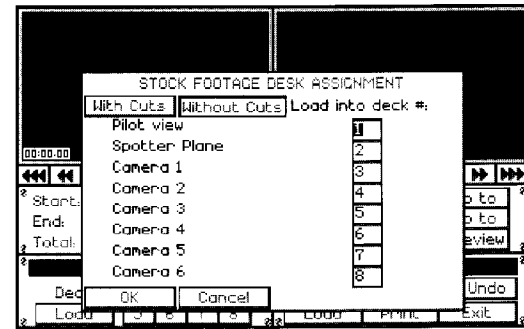 STOCK FOOTAGE DESK ASSIGNMENT
With Cuts Without Cuts Load into deck #:
Pilot view 1
Spotter Plane 2
Camera 1 3
Camera 2 4
Camera 3 5
Camera 4 6
Camera 5 7
Camera 6 8
OK Cancel
00:00.00
Start:
End:
Total:
to
to
Undo
Print Exit